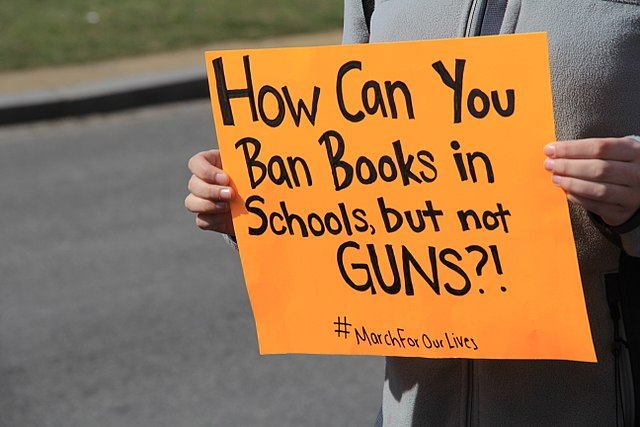 How Can You
Ban Books in
Schools, but not
GUNS?!
#MarchForOurLives